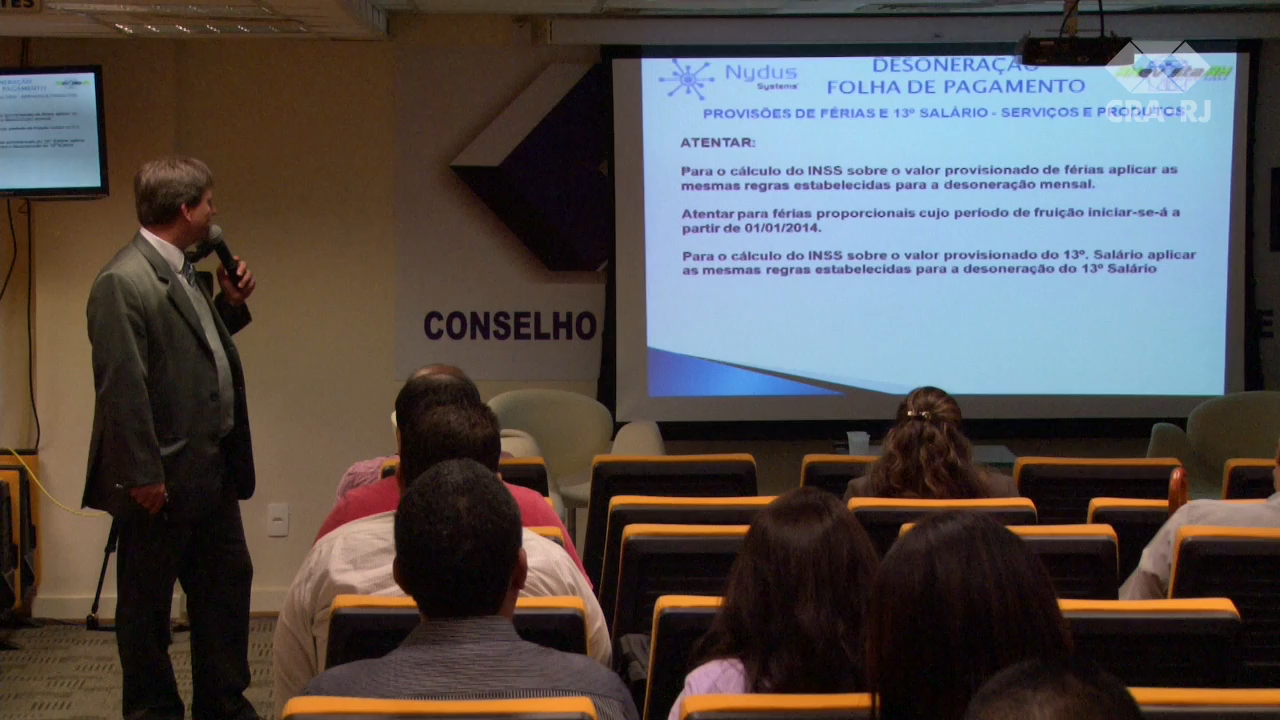 Nydus
Systems
DESONERAÇÃO
FOLHA DE PAGAMENTO
CRA-RJ
PROVISÕES DE FÉRIAS E 13º SALÁRIO - SERVIÇOS E PRODUTOS
ATENTAR:
Para o cálculo do INSS sobre o valor provisionado de férias aplicar as
mesmas regras estabelecidas para a desoneração mensal.
Atentar para férias proporcionais cujo período de fruição iniciar-se-á a
partir de 01/01/2014.
Para o cálculo do INSS sobre o valor provisionado do 13º. Salário aplicar
as mesmas regras estabelecidas para a desoneração do 13º Salário
CONSELHO